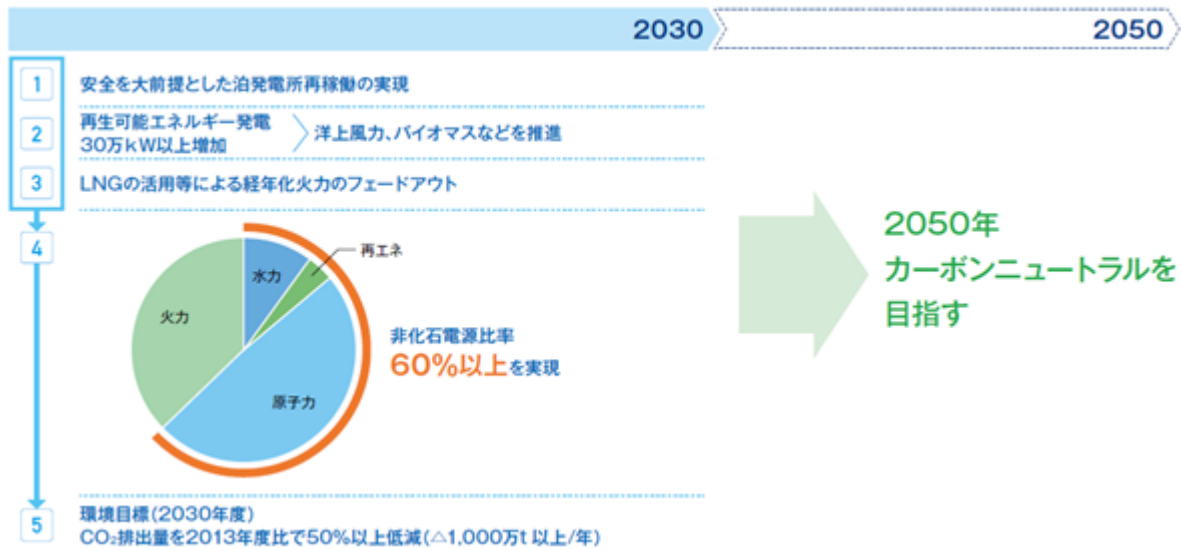 2030
2050
1
安全を大前提とした泊発電所再稼働の実現
2
再生可能エネルギー発電
30万kW以上増加
洋上風力、バイオマスなどを推進
3
LNGの活用等による経年化火力のフェードアウト
4
水力
再エネ
火力
原子力
非化石電源比率
60%以上を実現
2050年
カーボンニュートラルを
目指す
5
環境目標(2030年度)
CO₂排出量を2013年度比で50%以上低減(△1,000万t 以上/年)